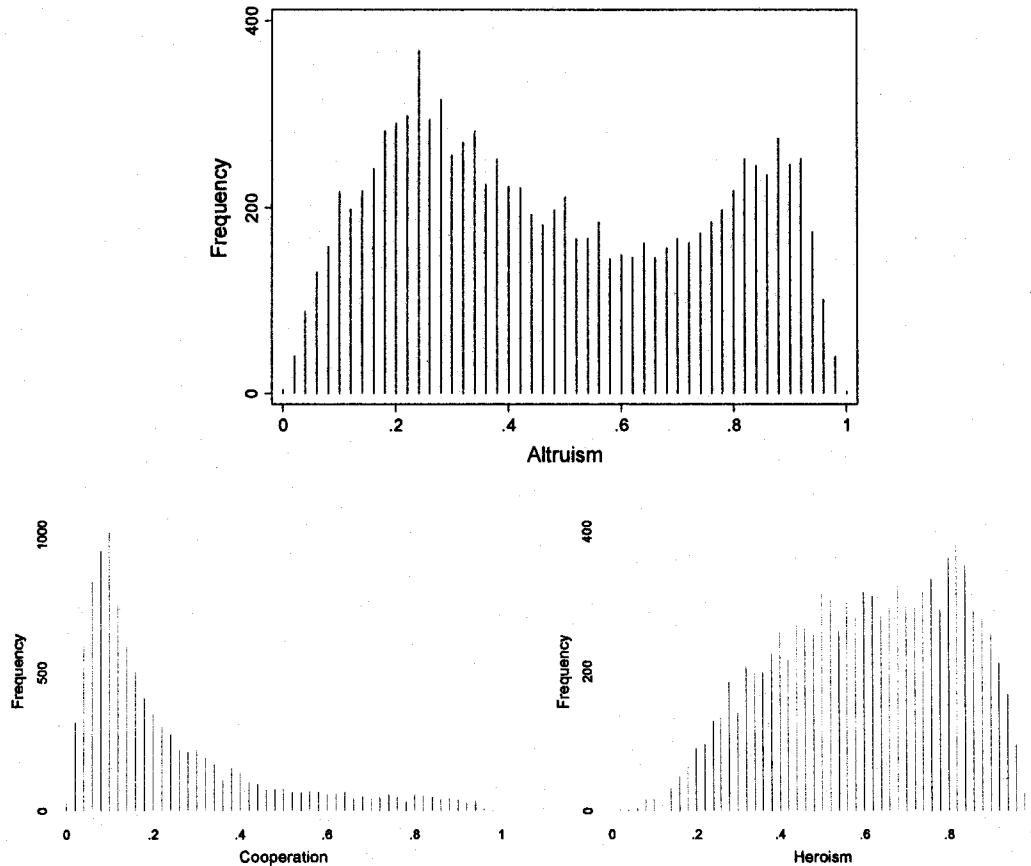 400
200
0
Frequency
0 .2 .4 .6 .8 1
Altruism
1000
500
0
Frequency
0 .2 .4 .6 .8 1
Cooperation
400
200
0
Frequency
0 .2 .4 .6 .8
Heroism